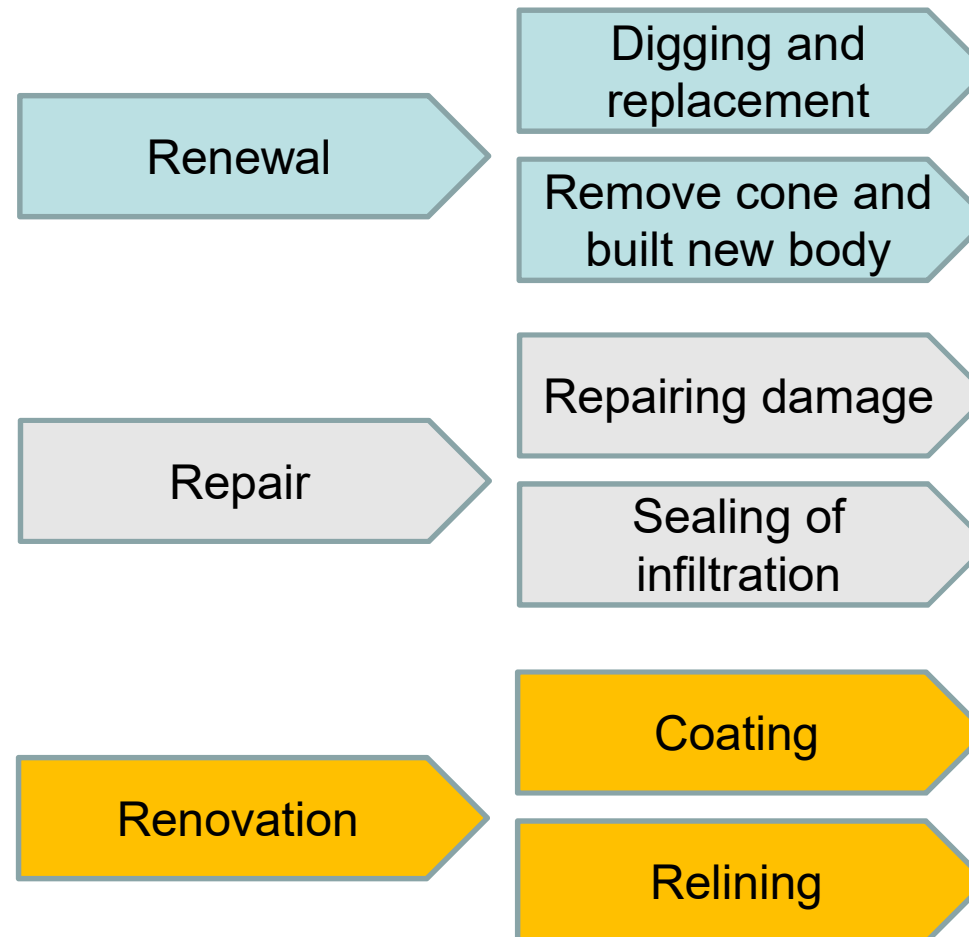 Renewal
Digging and
replacement
Remove cone and
built new body
Repair
Repairing damage
Sealing of
infiltration
Renovation
Coating
Relining